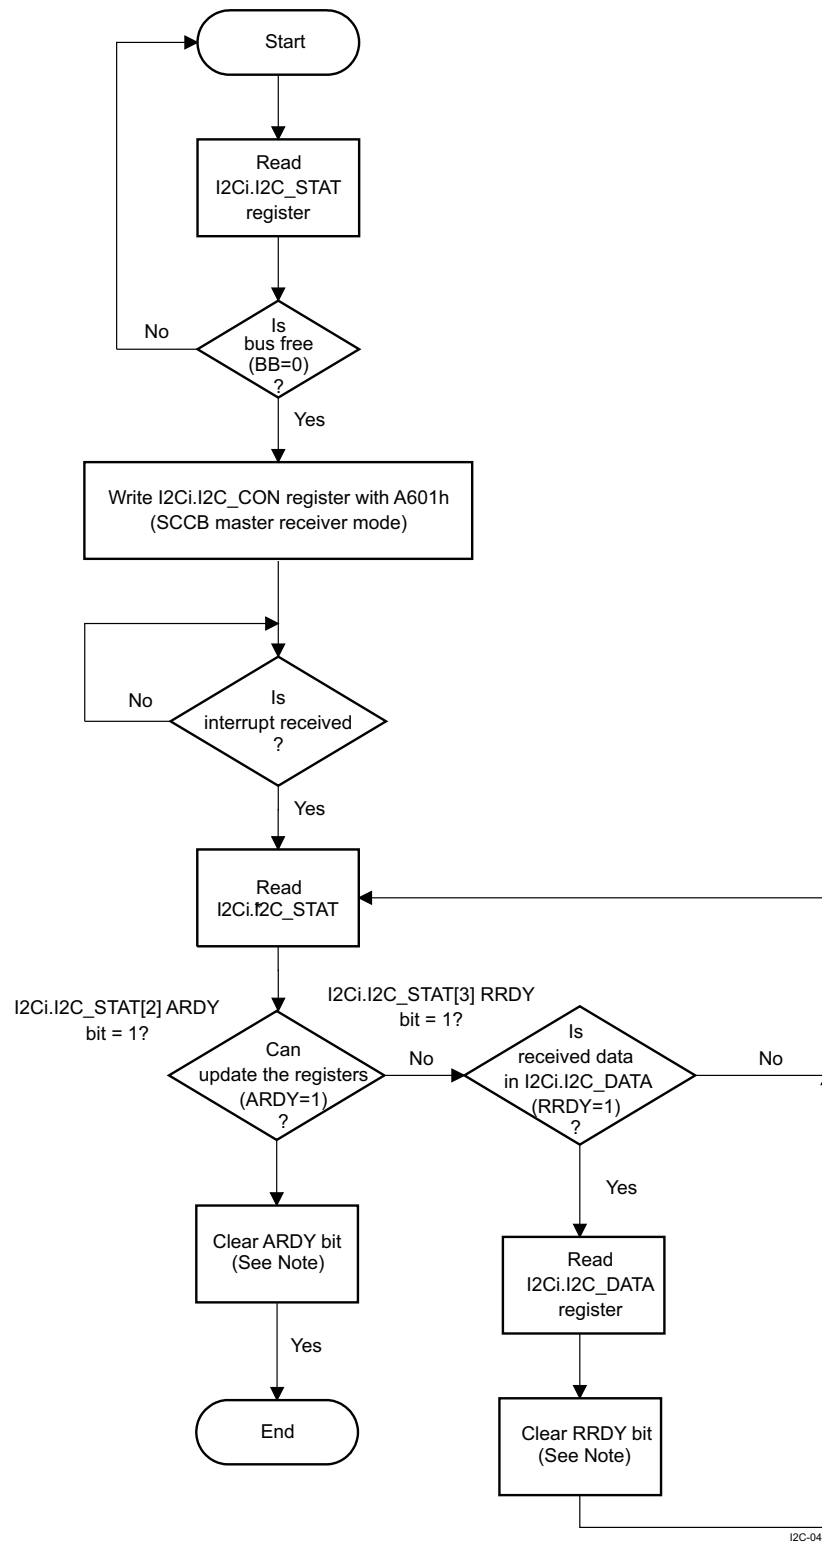 Start
Read
I2Ci.I2C_STAT
register
No
Is
bus free
(BB=0)
?
Yes
Write I2Ci.I2C_CON register with A601h
(SCCB master receiver mode)
No
Is
interrupt received
?
Yes
Read
I2Ci.I2C_STAT
I2Ci.I2C_STAT[2] ARDY
bit = 1?
I2Ci.I2C_STAT[3] RRDY
bit = 1?
Can
update the registers
(ARDY=1)
?
No
Is
received data
in I2Ci.I2C_DATA
(RRDY=1)
?
No
Yes
Clear ARDY bit
(See Note)
Read
I2Ci.I2C_DATA
register
Yes
End
Clear RRDY bit
(See Note)
I2C-04